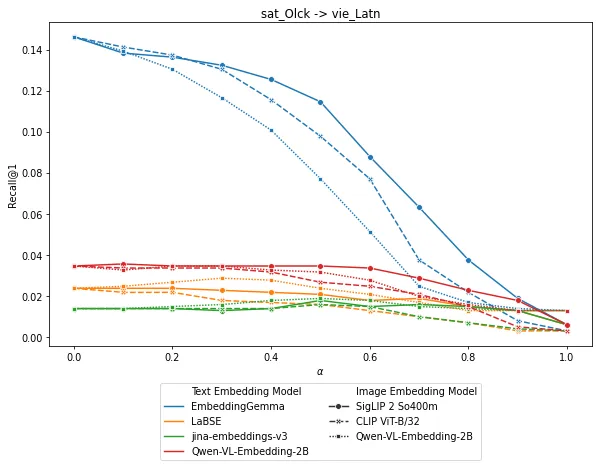 sat_Olck -> vie_Latn
Recall@1
0.14
0.12
0.10
0.08
0.06
0.04
0.02
0.00
0.0 0.2 0.4 0.6 0.8 1.0
α
Text Embedding Model Image Embedding Model
EmbeddingGemma SigLIP 2 So400m
LaBSE CLIP ViT-B/32
jina-embeddings-v3 Qwen-VL-Embedding-2B
Qwen-VL-Embedding-2B